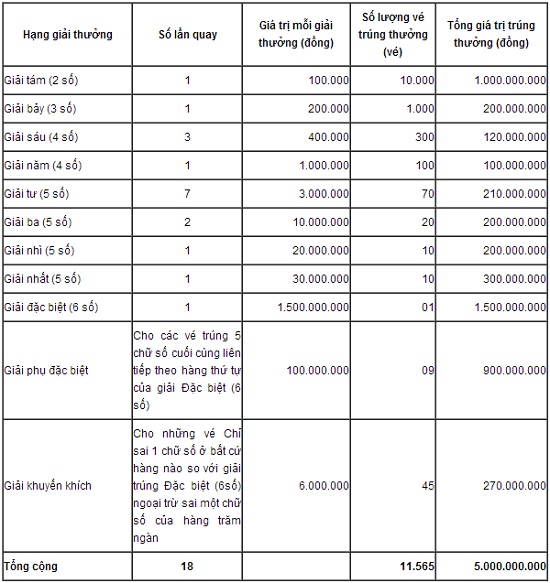 Hạng giải thưởng
Số lần quay
Giá trị mỗi giải
thưởng (đồng)
Số lượng vé
trúng thưởng
(vé)
Tổng giá trị trúng
thưởng (đồng)
Giải tám (2 số) 1 100.000 10.000 1.000.000.000
Giải bảy (3 số) 1 200.000 1.000 200.000.000
Giải sáu (4 số) 3 400.000 300 120.000.000
Giải năm (4 số) 1 1.000.000 100 100.000.000
Giải tư (5 số) 7 3.000.000 70 210.000.000
Giải ba (5 số) 2 10.000.000 20 200.000.000
Giải nhì (5 số) 1 20.000.000 10 200.000.000
Giải nhất (5 số) 1 30.000.000 10 300.000.000
Giải đặc biệt (6 số) 1 1.500.000.000 01 1.500.000.000
Giải phụ đặc biệt
Cho các vé trúng 5
chữ số cuối cùng liên
tiếp theo hàng thứ tự
của giải Đặc biệt (6
số)
100.000.000 09 900.000.000
Giải khuyến khích
Cho những vé Chỉ
sai 1 chữ số ở bất cứ
hàng nào so với giải
trúng Đặc biệt (6số)
ngoại trừ sai một chữ
số của hàng trăm
ngàn
6.000.000 45 270.000.000
Tổng cộng 18 11.565 5.000.000.000